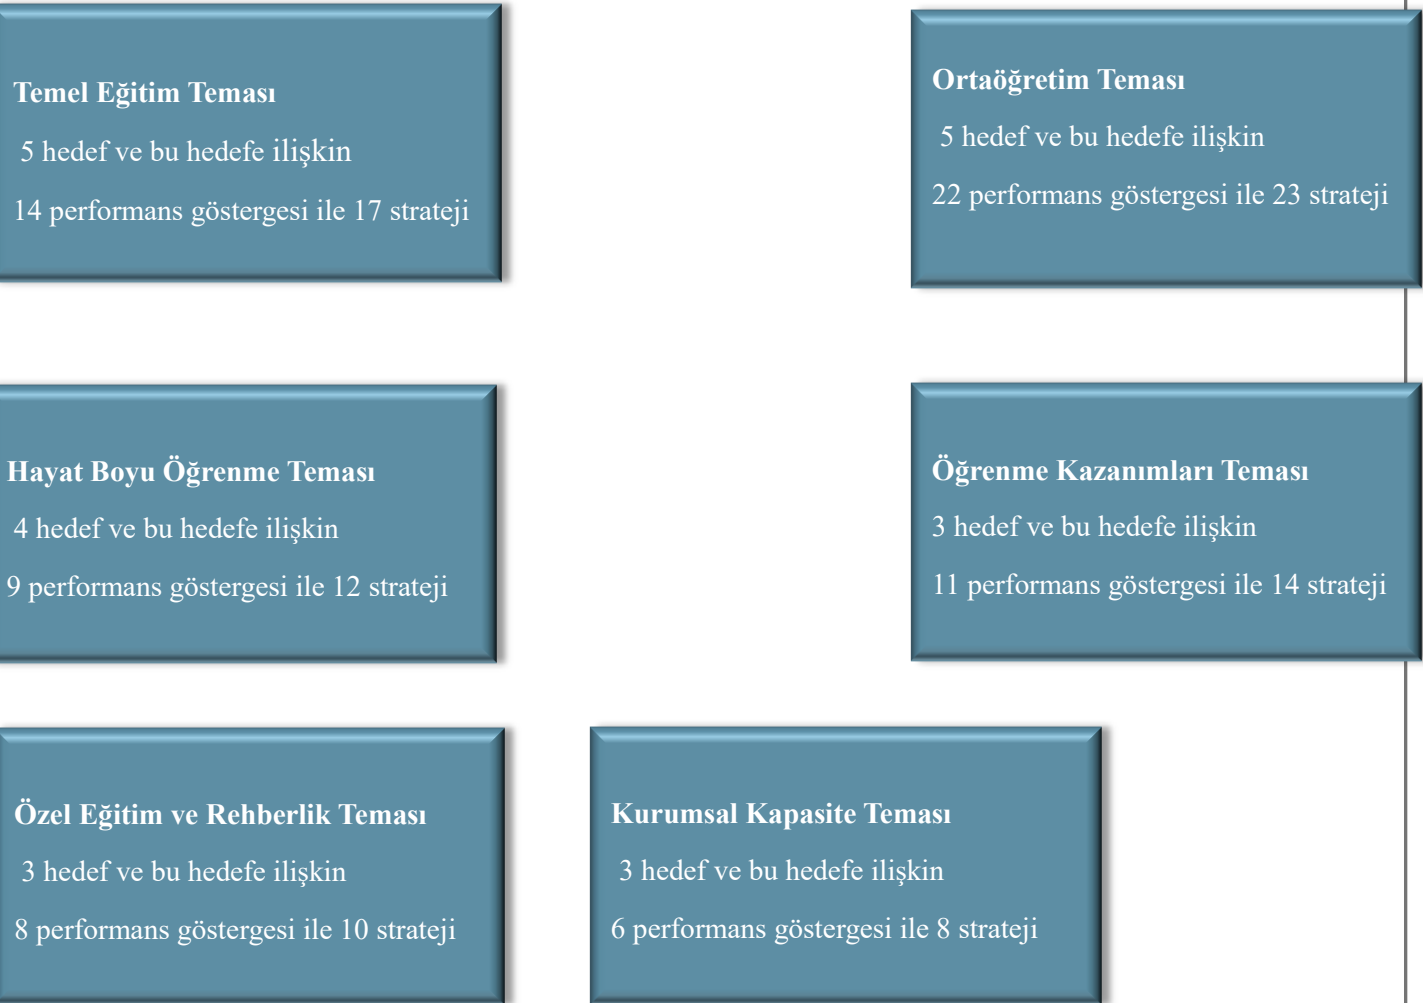 Temel Eğitim Teması
5 hedef ve bu hedefe ilişkin
14 performans göstergesi ile 17 strateji
Ortaöğretim Teması
5 hedef ve bu hedefe ilişkin
22 performans göstergesi ile 23 strateji
Hayat Boyu Öğrenme Teması
4 hedef ve bu hedefe ilişkin
9 performans göstergesi ile 12 strateji
Öğrenme Kazanımları Teması
3 hedef ve bu hedefe ilişkin
11 performans göstergesi ile 14 strateji
Özel Eğitim ve Rehberlik Teması
3 hedef ve bu hedefe ilişkin
8 performans göstergesi ile 10 strateji
Kurumsal Kapasite Teması
3 hedef ve bu hedefe ilişkin
6 performans göstergesi ile 8 strateji